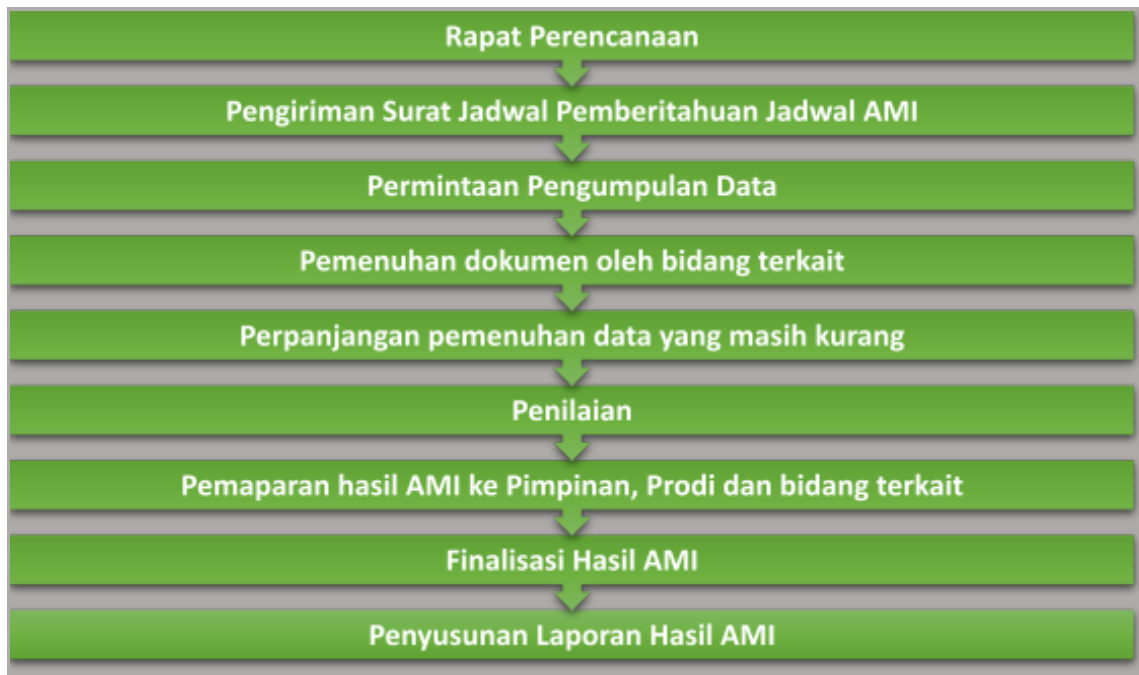 Rapat Perencanaan
Pengiriman Surat Jadwal Pemberitahuan Jadwal AMI
Permintaan Pengumpulan Data
Pemenuhan dokumen oleh bidang terkait
Perpanjangan pemenuhan data yang masih kurang
Penilaian
Pemaparan hasil AMI ke Pimpinan, Prodi dan bidang terkait
Finalisasi Hasil AMI
Penyusunan Laporan Hasil AMI